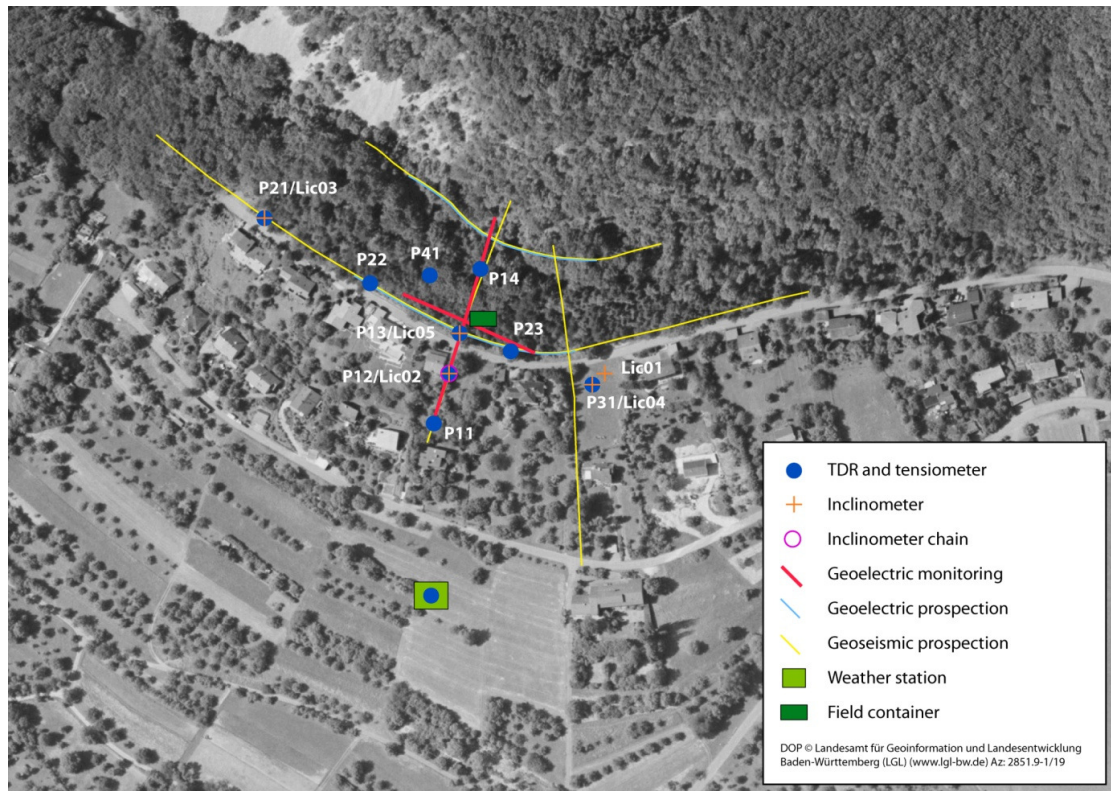 P21/Lic03
P41
P22
P14
P13/Lic05
P23
P12/Lic02
Lic01
P31/Lic04
P11
TDR and tensiometer
Inclinometer
Inclinometer chain
Geoelectric monitoring
Geoelectric prospection
Geoseismic prospection
Weather station
Field container
DOP © Landesamt für Geoinformation und Landesentwicklung
Baden-Württemberg (LGL) (www.lgl-bw.de) Az: 2851.9-1/19